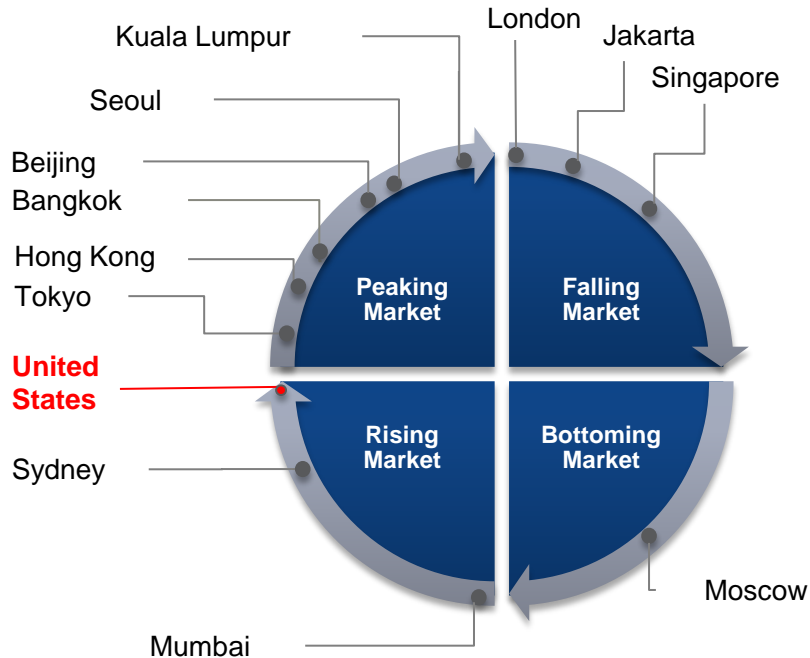 London
Kuala Lumpur
Jakarta
Singapore
Seoul
Beijing
Bangkok
Hong Kong
Tokyo
Peaking
Market
Falling
Market
United
States
Rising
Market
Bottoming
Market
Sydney
Moscow
Mumbai